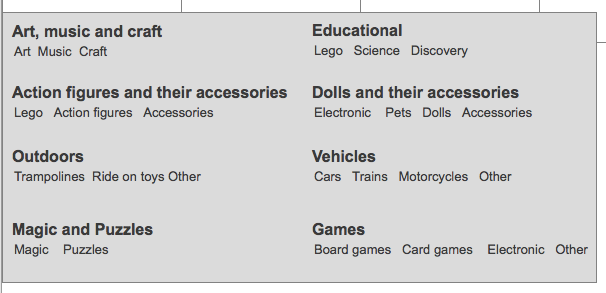 Art, music and craft
Art Music Craft
Educational
Lego Science Discovery
Action figures and their accessories
Lego Action figures Accessories
Dolls and their accessories
Electronic Pets Dolls Accessories
Outdoors
Trampolines Ride on toys Other
Vehicles
Cars Trains Motorcycles Other
Magic and Puzzles
Magic Puzzles
Games
Board games Card games Electronic Other